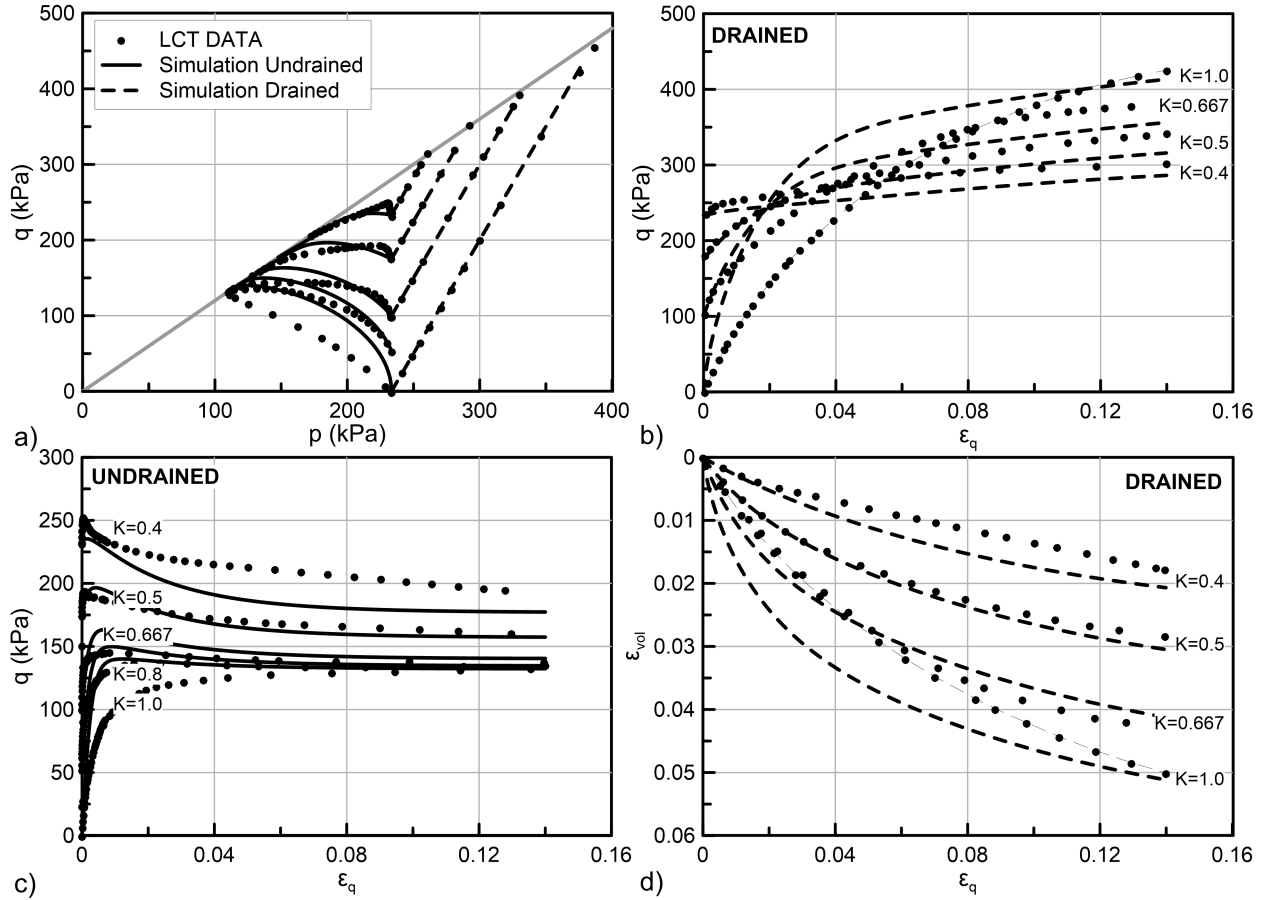 500
400
300
200
100
0
q (kPa)
LCT DATA
Simulation Undrained
Simulation Drained
0 100 200 300 400
p (kPa)
a)
500
400
300
200
100
0
q (kPa)
DRAINED
K=1.0
K=0.667
K=0.5
K=0.4
0 0.04 0.08 0.12 0.16
εq
b)
300
250
200
150
100
50
0
q (kPa)
UNDRAINED
K=0.4
K=0.5
K=0.667
K=0.8
K=1.0
0 0.04 0.08 0.12 0.16
εq
c)
0
0.01
0.02
0.03
0.04
0.05
0.06
εvol
DRAINED
K=0.4
K=0.5
K=0.667
K=1.0
0 0.04 0.08 0.12 0.16
εq
d)